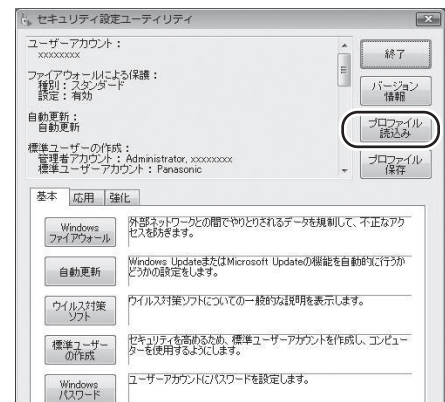 セキュリティ設定ユーティリティ
ユーザーアカウント：
xxxxxxxx
ファイアウォールによる保護：
種別：スタンダード
設定：有効
自動更新：
自動更新
標準ユーザーの作成：
管理者アカウント：Administrator, xxxxxxxx
標準ユーザーアカウント：Panasonic
終了
バージョン
情報
プロファイル
読込み
プロファイル
保存
基本 応用 強化
Windows
ファイアウォール
外部ネットワークとの間でやりとりされるデータを規制して、不正なアク
セスを防ぎます。
自動更新
Windows UpdateまたはMicrosoft Updateの機能を自動的に行うか
どうかの設定をします。
ウイルス対策
ソフト
ウイルス対策ソフトについての一般的な説明を表示します。
標準ユーザー
の作成
セキュリティを高めるため、標準ユーザーアカウントを作成し、コンピュー
ターを使用するようにします。
Windows
パスワード
ユーザーアカウントにパスワードを設定します。